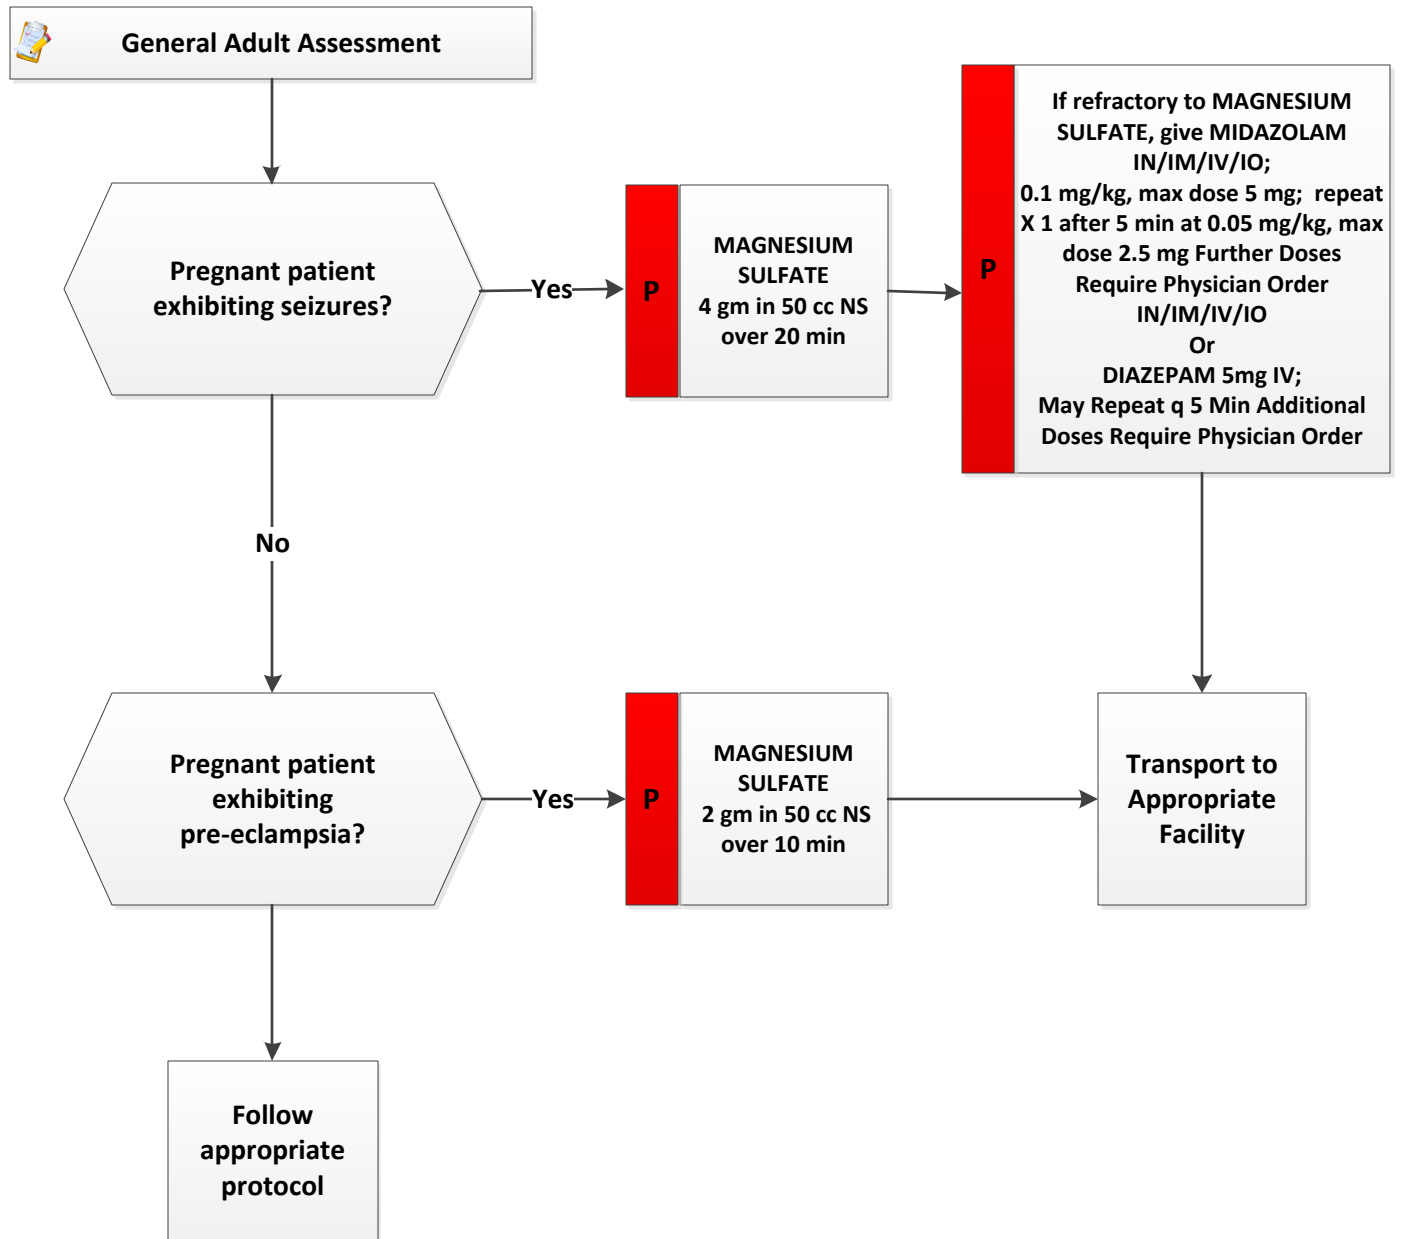 General Adult Assessment
Pregnant patient
exhibiting seizures?
Yes
P
MAGNESIUM
SULFATE
4 gm in 50 cc NS
over 20 min
P
If refractory to MAGNESIUM
SULFATE, give MIDAZOLAM
IN/IM/IV/IO;
0.1 mg/kg, max dose 5 mg;  repeat
X 1 after 5 min at 0.05 mg/kg, max
dose 2.5 mg Further Doses
Require Physician Order
IN/IM/IV/IO
Or
DIAZEPAM 5mg IV;
May Repeat q 5 Min Additional
Doses Require Physician Order
No
Pregnant patient
exhibiting
pre-eclampsia?
Yes
P
MAGNESIUM
SULFATE
2 gm in 50 cc NS
over 10 min
Transport to
Appropriate
Facility
Follow
appropriate
protocol